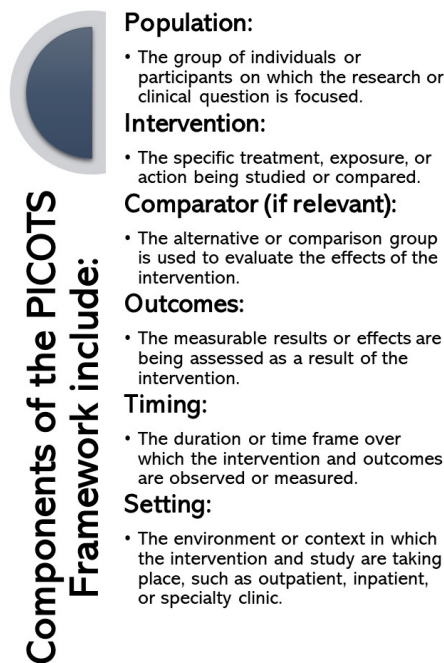 Components of the PICOTS
Framework include:
Population:
• The group of individuals or
participants on which the research or
clinical question is focused.
Intervention:
• The specific treatment, exposure, or
action being studied or compared.
Comparator (if relevant):
• The alternative or comparison group
is used to evaluate the effects of the
intervention.
Outcomes:
• The measurable results or effects are
being assessed as a result of the
intervention.
Timing:
• The duration or time frame over
which the intervention and outcomes
are observed or measured.
Setting:
• The environment or context in which
the intervention and study are taking
place, such as outpatient, inpatient,
or specialty clinic.